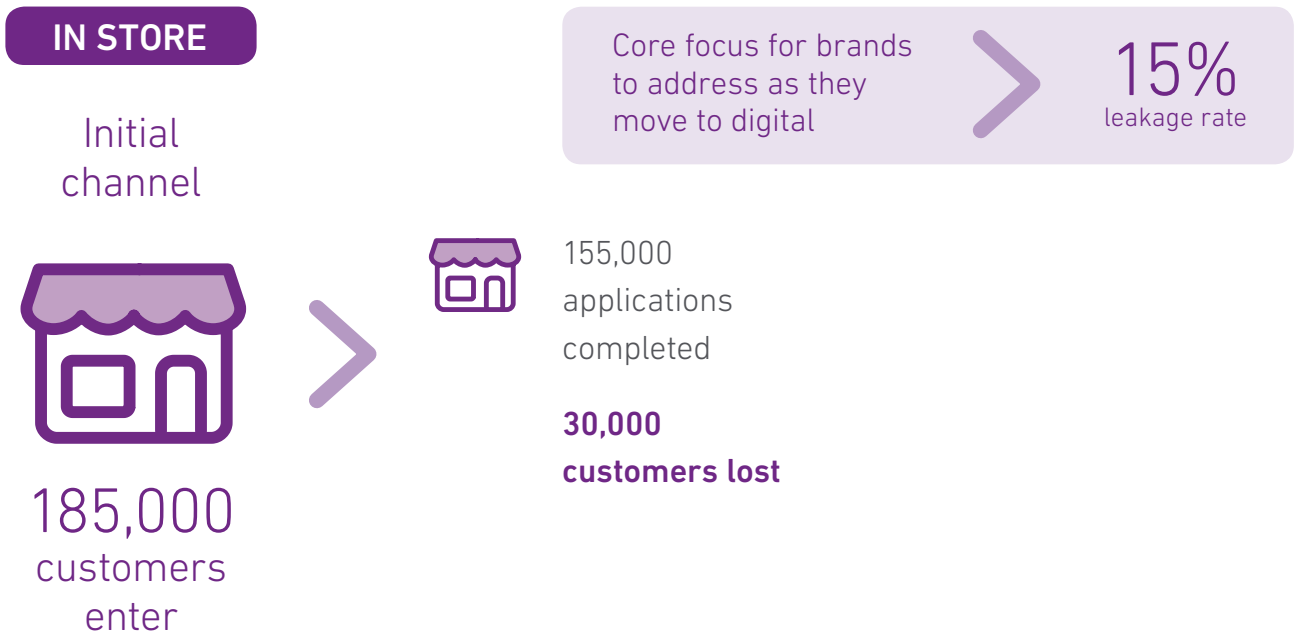 IN STORE
Initial
channel
185,000
customers
enter
Core focus for brands
to address as they
move to digital
15%
leakage rate
155,000
applications
completed
30,000
customers lost